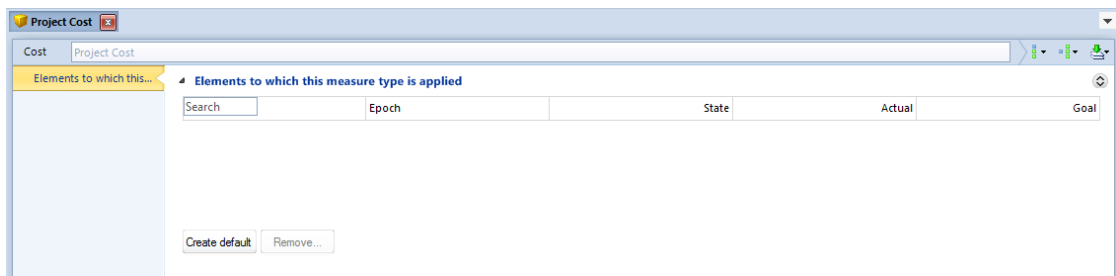 Project Cost
Cost Project Cost
Elements to which this...
Elements to which this measure type is applied
Search Epoch State Actual Goal
Create default Remove...